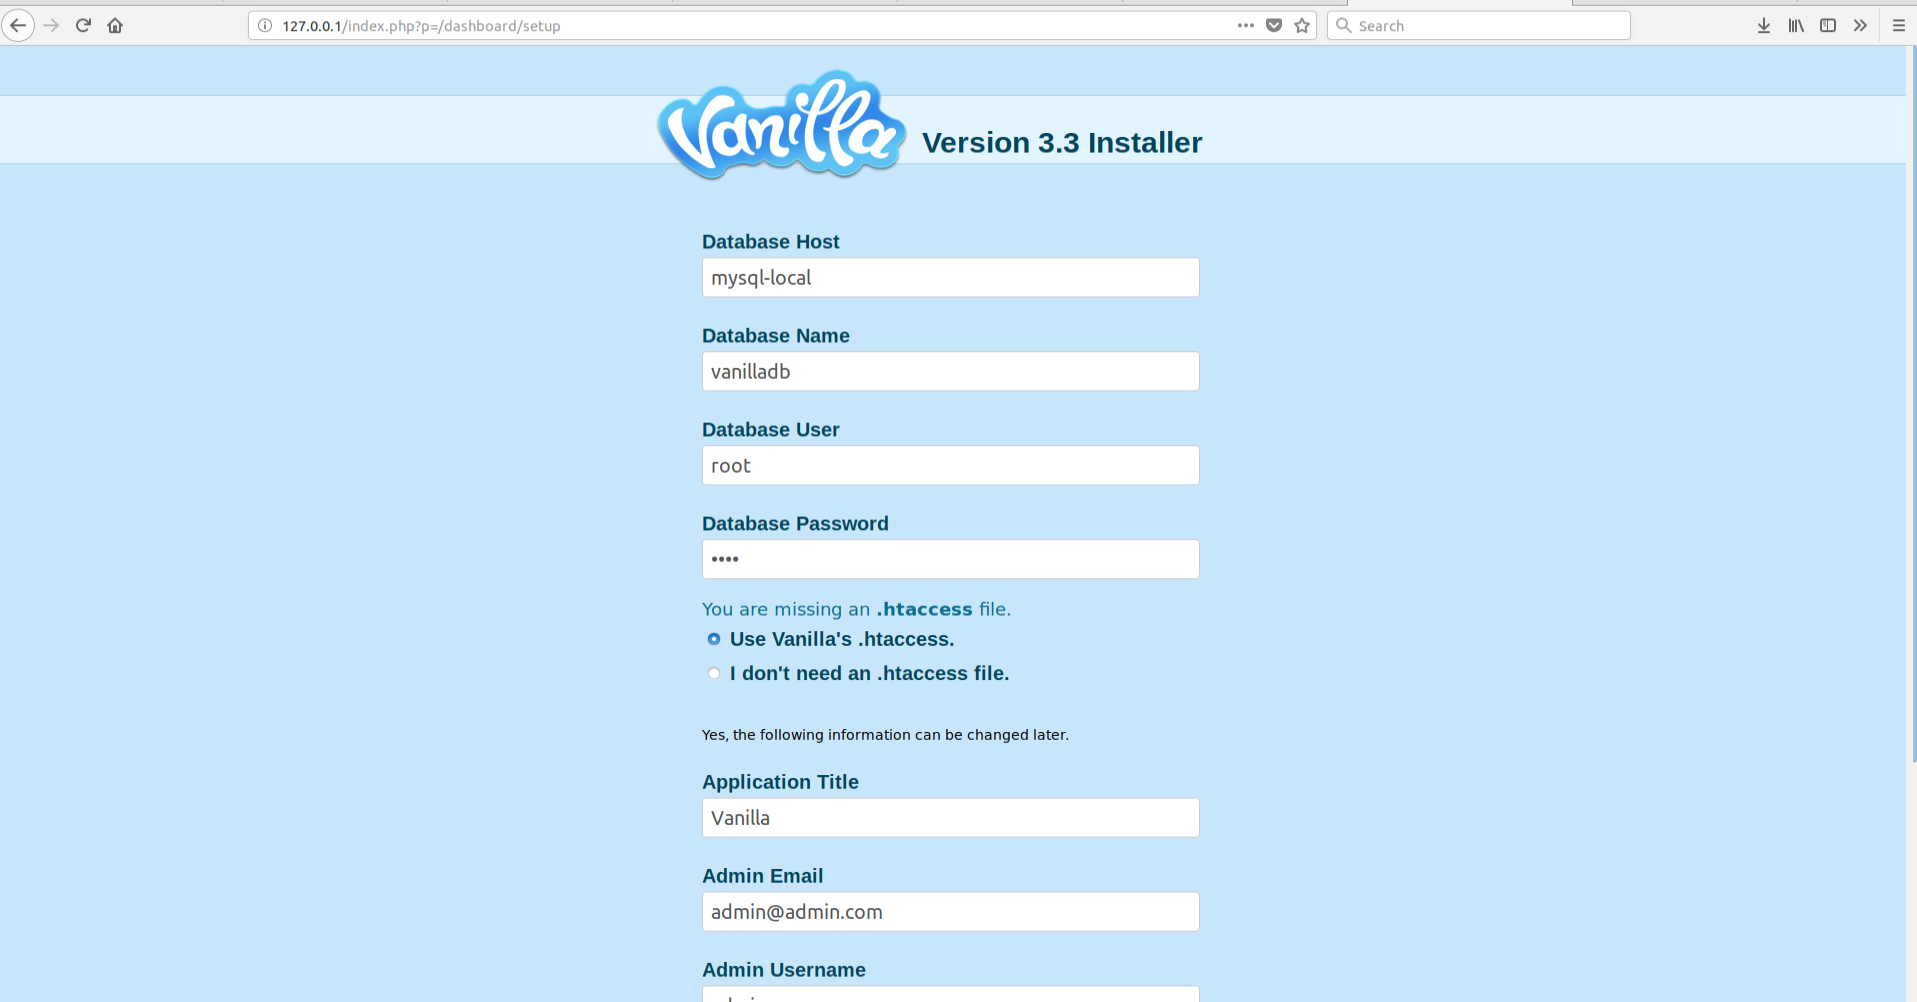 127.0.0.1/index.php?p=/dashboard/setup
Search
Vanilla
Version 3.3 Installer
Database Host
mysql-local
Database Name
vanilladb
Database User
root
Database Password
••••
You are missing an .htaccess file.
Use Vanilla's .htaccess.
I don't need an .htaccess file.
Yes, the following information can be changed later.
Application Title
Vanilla
Admin Email
admin@admin.com
Admin Username